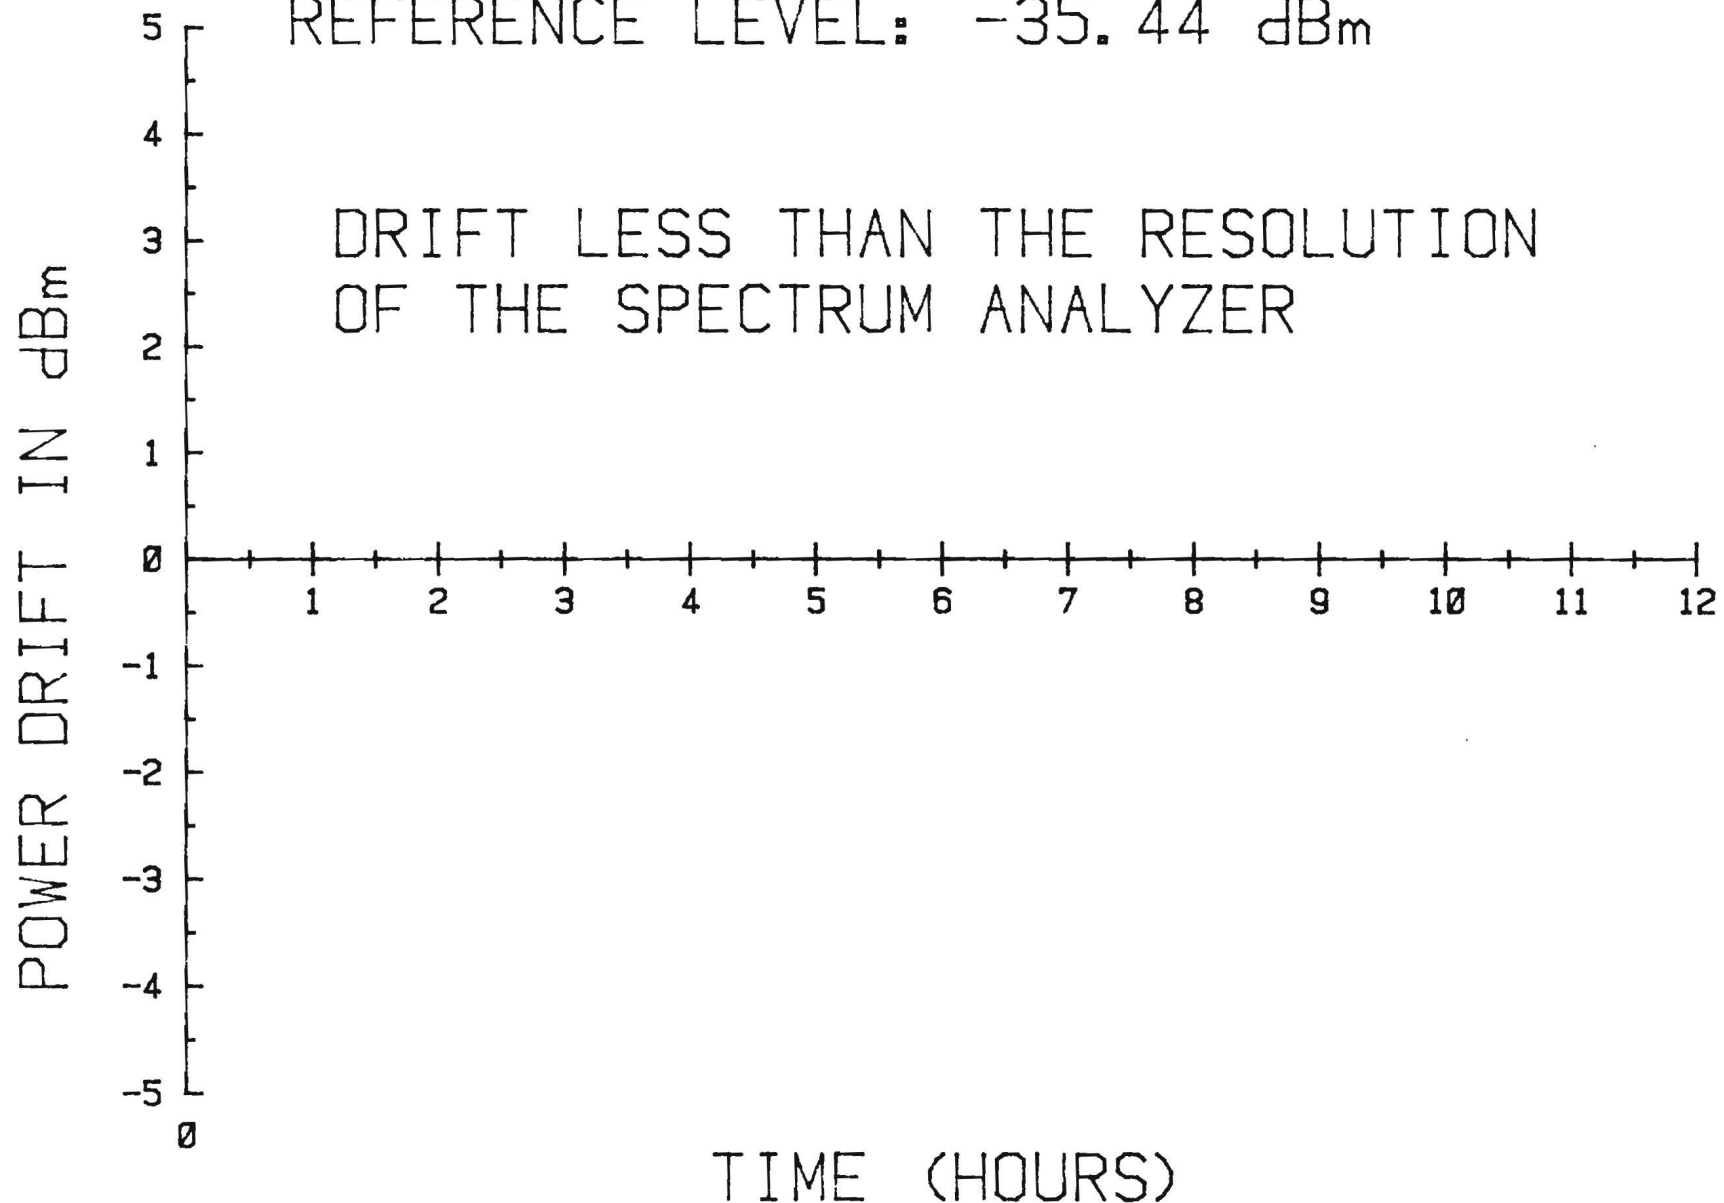 REFERENCE LEVEL: -35.44 dBm
5
4
DRIFT LESS THAN THE RESOLUTION
3
OF THE SPECTRUM ANALYZER
2
1
0
1 2 3 4 5 6 7 8 9 10 11 12
-1
-2
-3
-4
-5
0
POWER DRIFT IN dBm
TIME (HOURS)